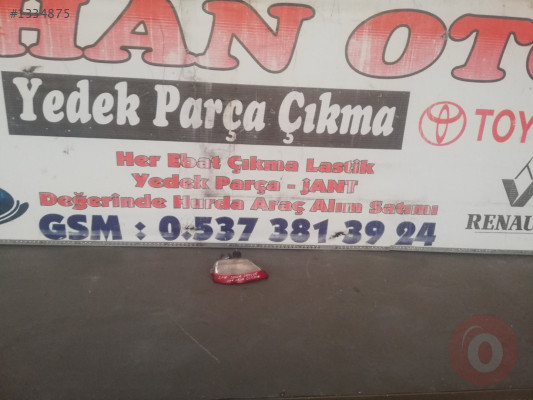 #1334875
HAN OTO
Yedek Parça Çıkma
TOY
Her Ebat Çıkma Lastik
Yedek Parça - JANT
Değerinde Hurda Araç Alım Satımı
RENAU
GSM : 0.537 381 39 24